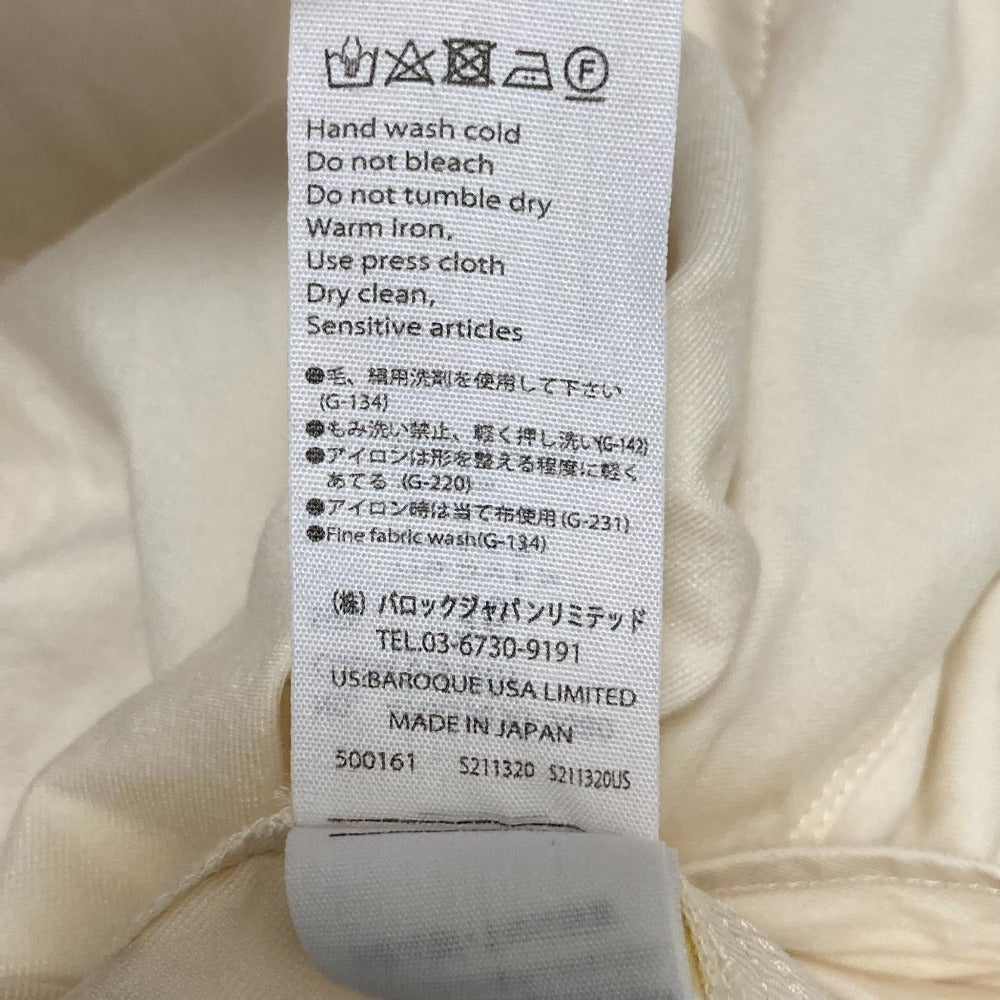 F
Hand wash cold
Do not bleach
Do not tumble dry
Warm iron,
Use press cloth
Dry clean,
Sensitive articles
●毛、絹用洗剤を使用して下さい
(G-134)
●もみ洗い禁止、軽く押し洗い(G-142)
●アイロンは形を整える程度に軽く
あてる (G-220)
●アイロン時は当て布使用(G-231)
●Fine fabric wash(G-134)
(株) バロックジャパンリミテッド
TEL.03-6730-9191
US:BAROQUE USA LIMITED
MADE IN JAPAN
500161 S211320 S211320US